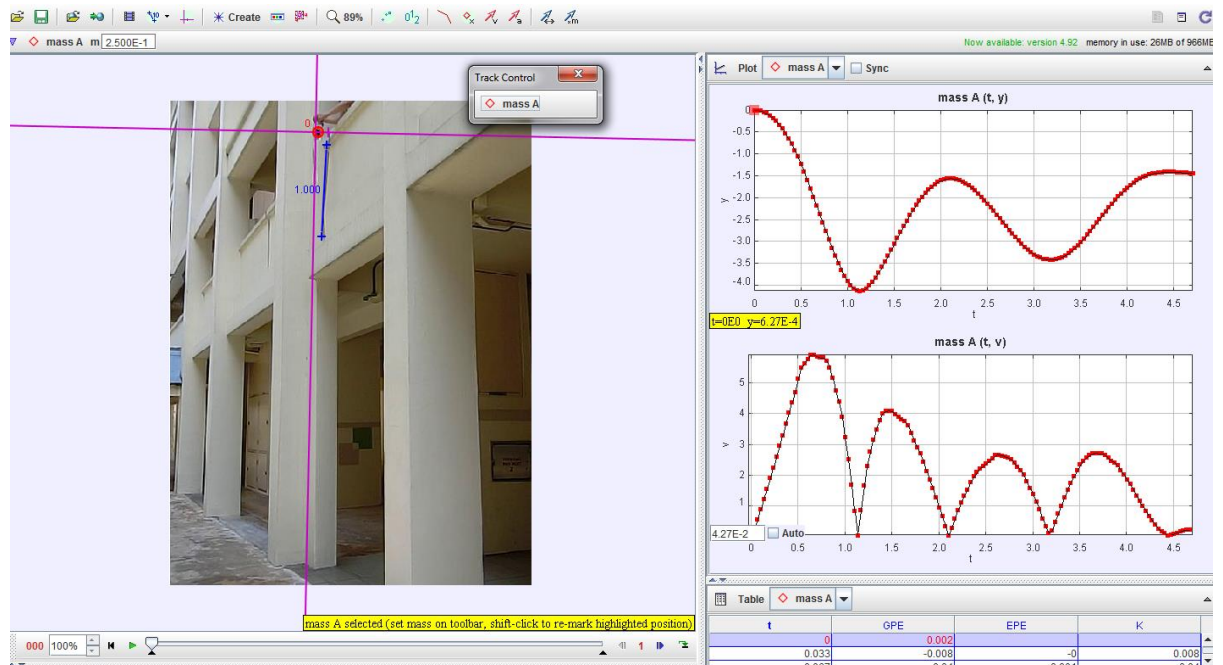 Create 89%
mass A m 2.500E-1
Now available: version 4.92 memory in use: 26MB of 966MB
Track Control
mass A
0
1.000
Plot mass A Sync
mass A (t, y)
0
-0.5
-1.0
-1.5
-2.0
-2.5
-3.0
-3.5
-4.0
y
0 0.5 1.0 1.5 2.0 2.5 3.0 3.5 4.0 4.5
t
t=0E0 y=6.27E-4
mass A (t, v)
5
4
3
2
1
v
4.27E-2 Auto
0 0.5 1.0 1.5 2.0 2.5 3.0 3.5 4.0 4.5
t
mass A selected (set mass on toolbar, shift-click to re-mark highlighted position)
000 100% 1
Table mass A
t GPE EPE K
0 0.002
0.033 -0.008 -0 0.008